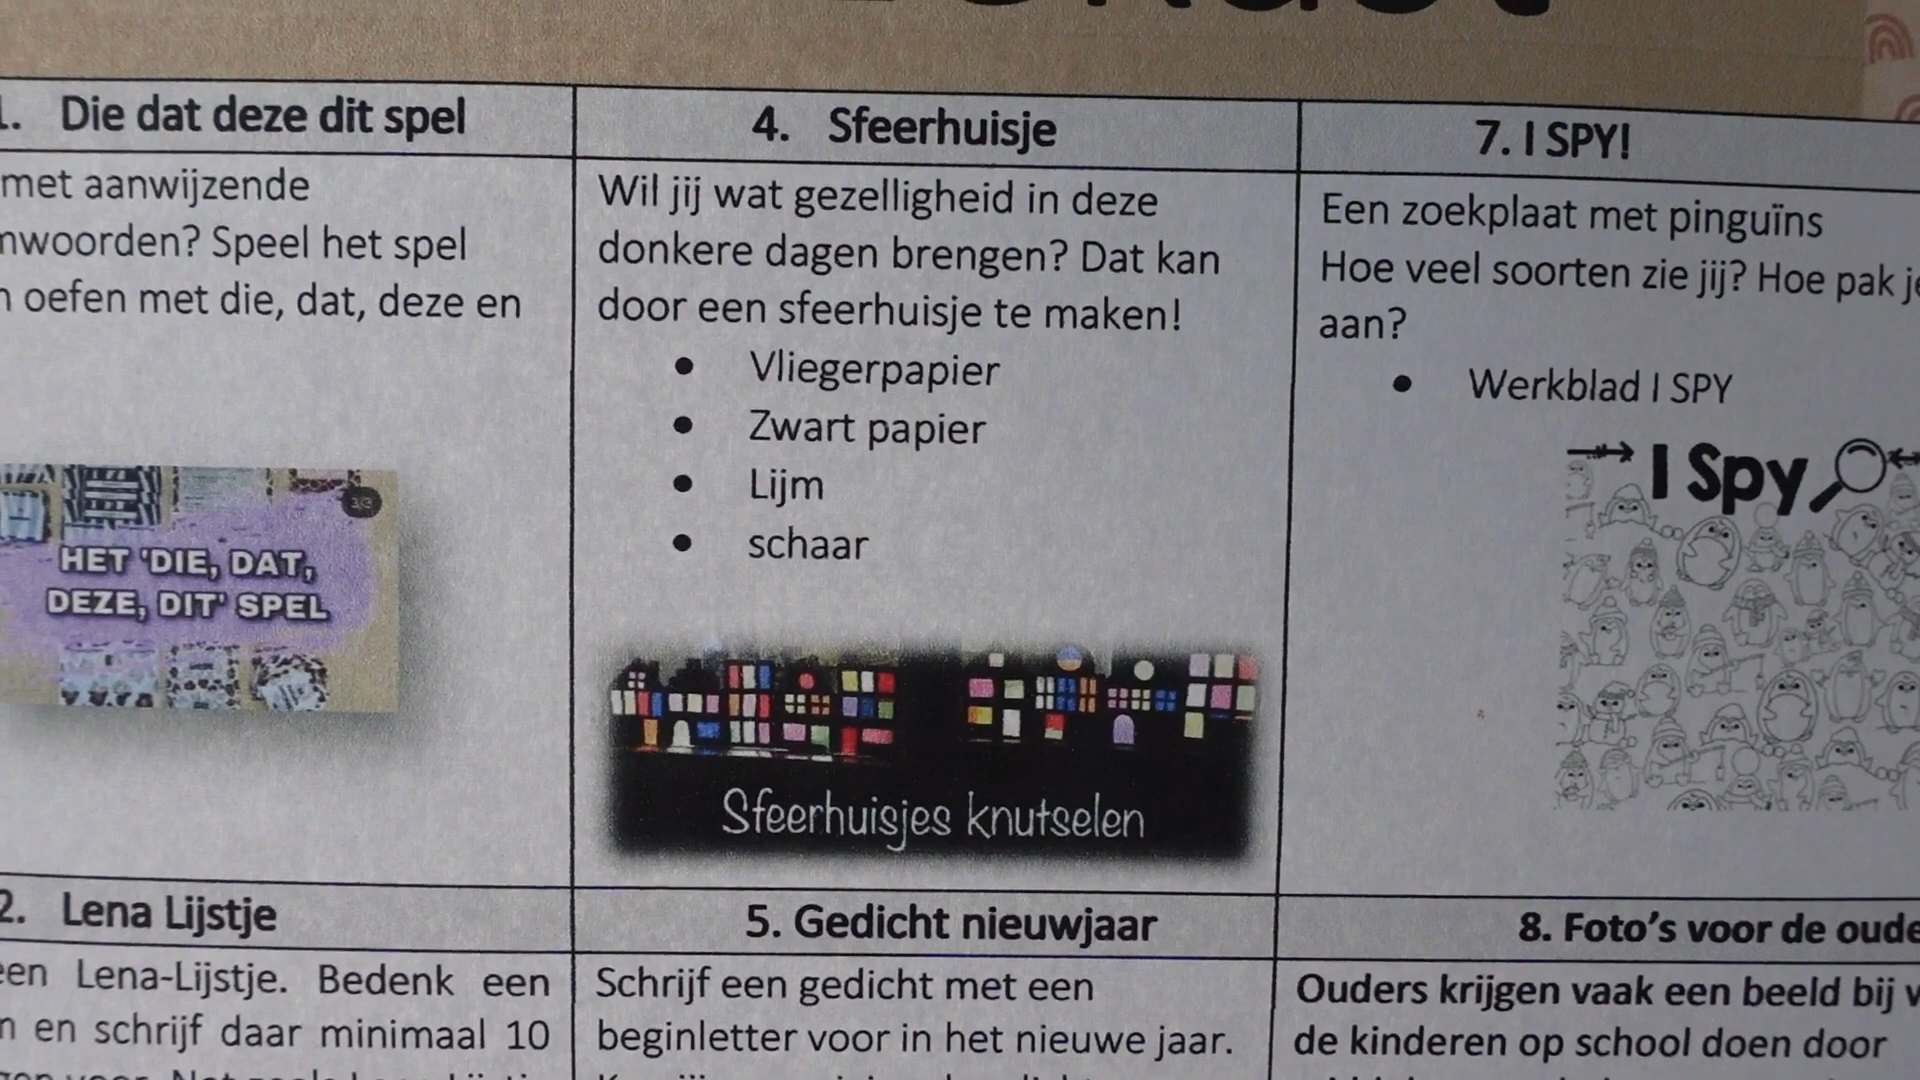 1. Die dat deze dit spel
met aanwijzende
nwoorden? Speel het spel
n oefen met die, dat, deze en
HET 'DIE, DAT,
DEZE, DIT' SPEL
4. Sfeerhuisje
Wil jij wat gezelligheid in deze
donkere dagen brengen? Dat kan
door een sfeerhuisje te maken!
• Vliegerpapier
• Zwart papier
• Lijm
• schaar
Sfeerhuisjes knutselen
7. I SPY!
Een zoekplaat met pinguïns
Hoe veel soorten zie jij? Hoe pak je
aan?
• Werkblad I SPY
I Spy
2. Lena Lijstje
een Lena-Lijstje. Bedenk een
n en schrijf daar minimaal 10
5. Gedicht nieuwjaar
Schrijf een gedicht met een
beginletter voor in het nieuwe jaar.
8. Foto's voor de oude
Ouders krijgen vaak een beeld bij w
de kinderen op school doen door